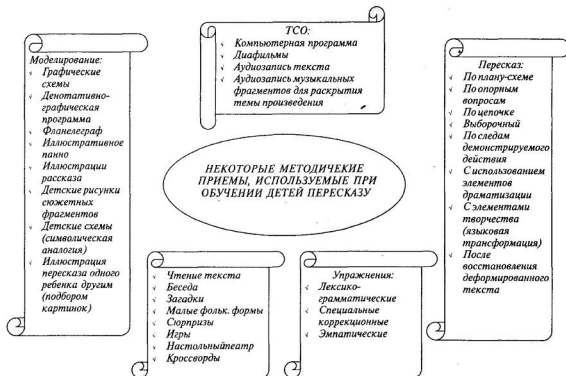 ТСО:
Компьютерная программа
Диафильмы
Аудиозапись текста
Аудиозапись музыкальных
фрагментов для раскрытия
темы произведения
Моделирование:
Графические
схемы
Денотативно-
графическая
программа
Фланелеграф
Иллюстративное
панно
Иллюстрации
рассказа
Детские рисунки
сюжетных
фрагментов
Детские схемы
(символическая
аналогия)
Иллюстрация
пересказа одного
ребенка другим
(подбором
картинок)
НЕКОТОРЫЕ МЕТОДИЧЕКИЕ
ПРИЕМЫ, ИСПОЛЬЗУЕМЫЕ ПРИ
ОБУЧЕНИИ ДЕТЕЙ ПЕРЕСКАЗУ
Пересказ:
По плану-схеме
По опорным
вопросам
По цепочке
Выборочный
По следам
демонстрируемого
действия
С использованием
элементов
драматизации
С элементами
творчества
(языковая
трансформация)
После
восстановления
деформированного
текста
Чтение текста
Беседа
Загадки
Малые фольк. формы
Сюрпризы
Игры
Настольный театр
Кроссворды
Упражнения:
Лексико-
грамматические
Специальные
коррекционные
Эмпатические